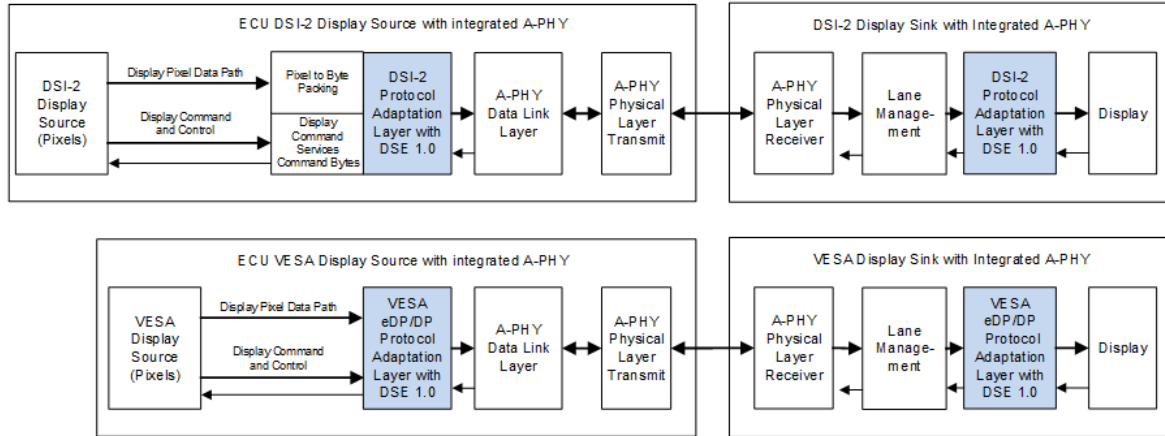 ECU DSI-2 Display Source with integrated A-PHY
DSI-2
Display
Source
(Pixels)
Display Pixel Data Path
Display Command
and Control
Pixel to Byte
Packing
Display
Command
Services
Command Bytes
DSI-2
Protocol
Adaptation
Layer with
DSE 1.0
A-PHY
Data Link
Layer
A-PHY
Physical
Layer
Transmit
DSI-2 Display Sink with Integrated A-PHY
A-PHY
Physical
Layer
Receiver
Lane
Manage-
ment
DSI-2
Protocol
Adaptation
Layer with
DSE 1.0
Display
ECU VESA Display Source with integrated A-PHY
VESA
Display
Source
(Pixels)
Display Pixel Data Path
Display Command
and Control
VESA
eDP/DP
Protocol
Adaptation
Layer with
DSE 1.0
A-PHY
Data Link
Layer
A-PHY
Physical
Layer
Transmit
VESA Display Sink with Integrated A-PHY
A-PHY
Physical
Layer
Receiver
Lane
Manage-
ment
VESA
eDP/DP
Protocol
Adaptation
Layer with
DSE 1.0
Display